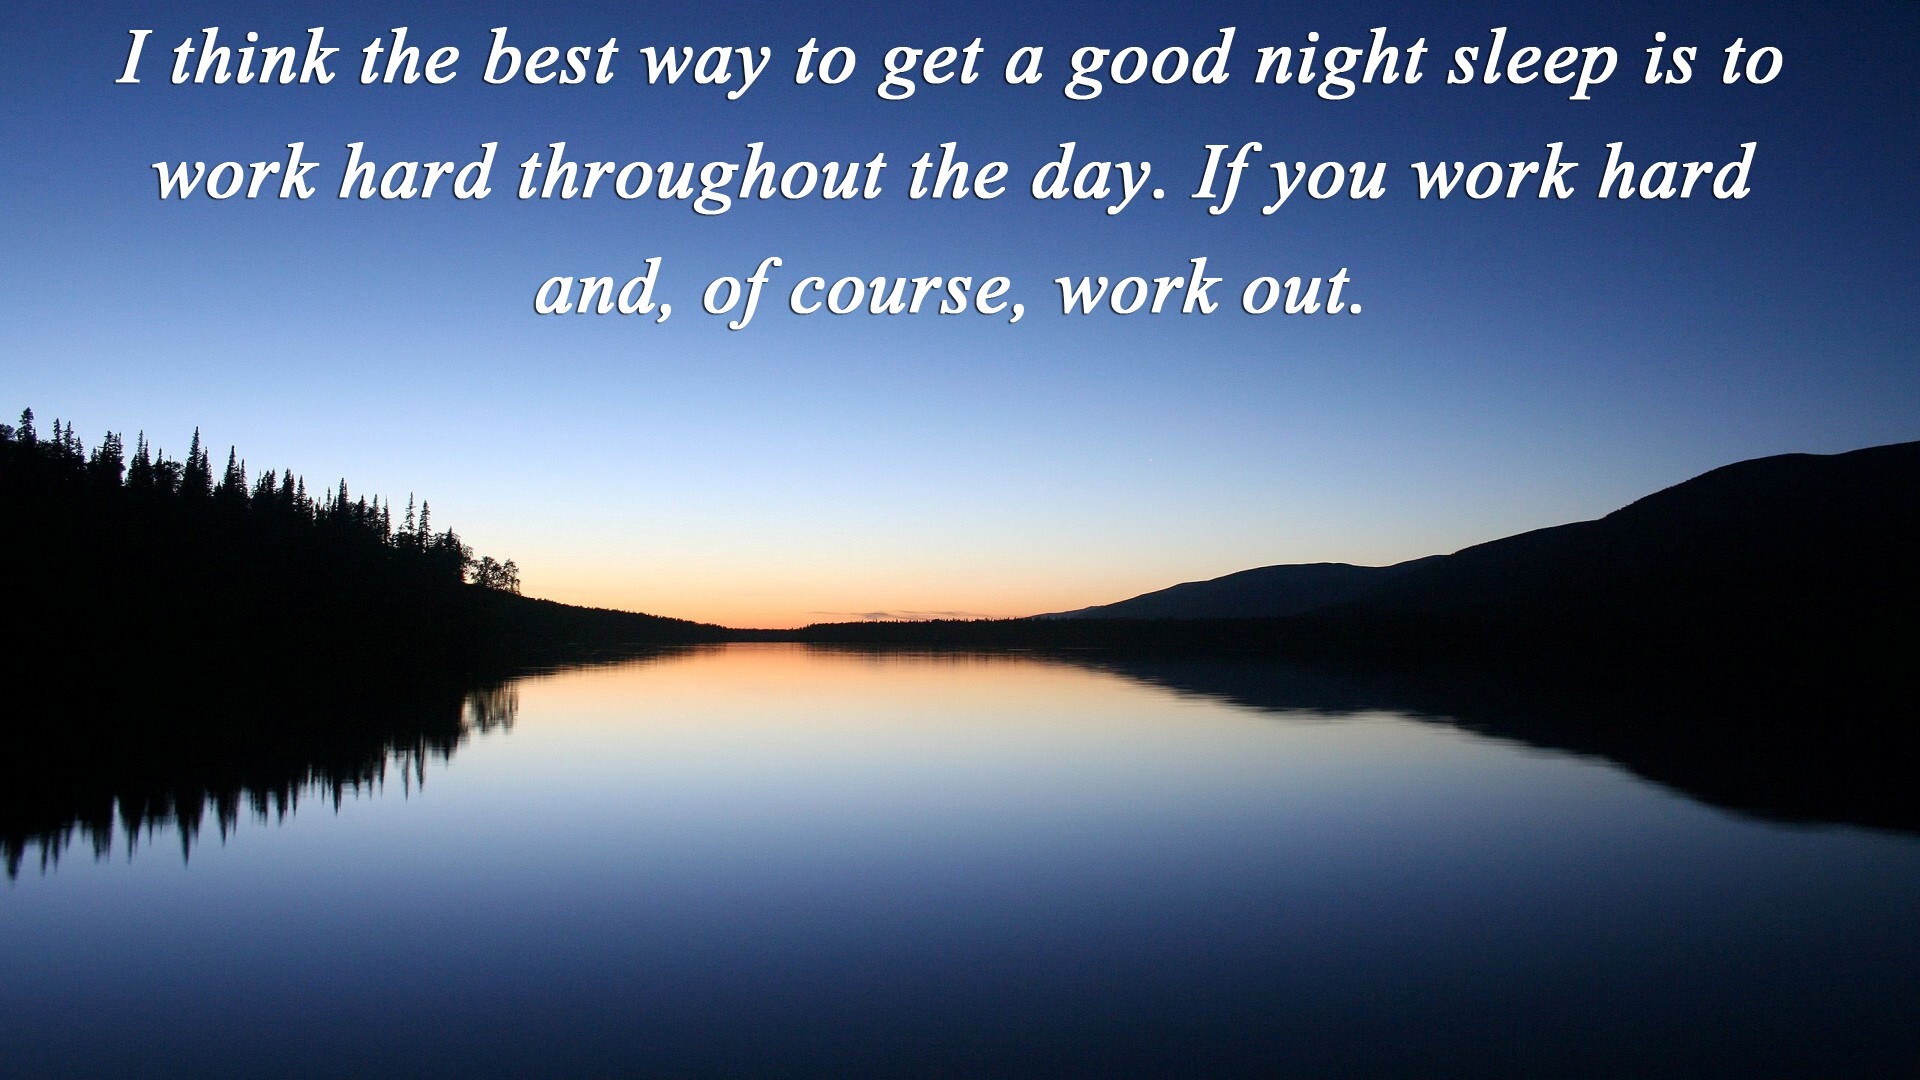 I think the best way to get a good night sleep is to
work hard throughout the day. If you work hard
and, of course, work out.